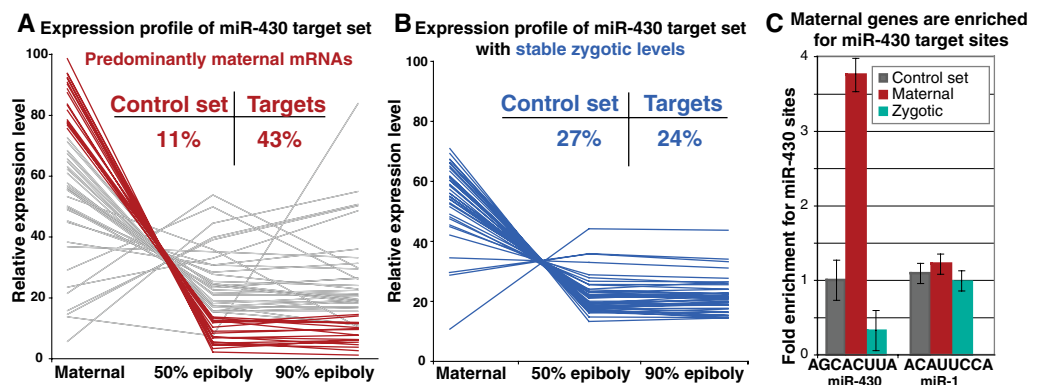 A Expression profile of miR-430 target set
Predominantly maternal mRNAs
Control set Targets
11% 43%
Relative expression level
100
80
60
40
20
0
Maternal 50% epiboly 90% epiboly
B Expression profile of miR-430 target set
with stable zygotic levels
Control set Targets
27% 24%
Relative expression level
100
80
60
40
20
0
Maternal 50% epiboly 90% epiboly
C Maternal genes are enriched
for miR-430 target sites
Control set
Maternal
Zygotic
Fold enrichment for miR-430 sites
4
3
2
1
0
AGCACUUA ACAUUCCA
miR-430 miR-1